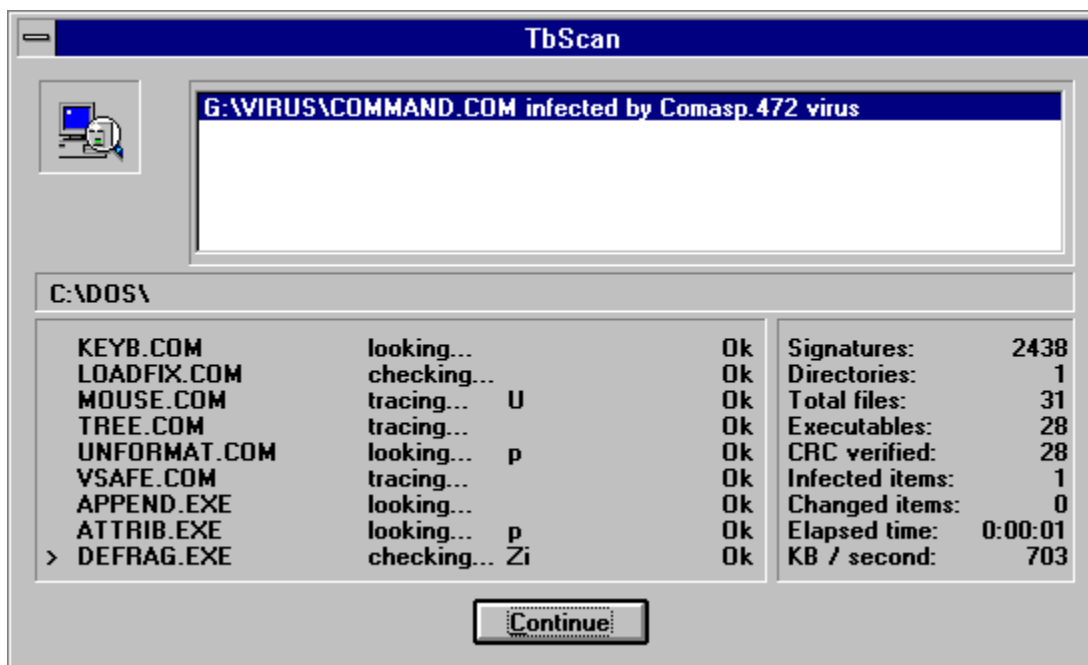 TbScan
G:\VIRUS\COMMAND.COM infected by Comasp.472 virus
C:\DOS\
KEYB.COM looking... Ok
LOADFIX.COM checking... Ok
MOUSE.COM tracing... U Ok
TREE.COM tracing... Ok
UNFORMAT.COM looking... p Ok
VSAFE.COM tracing... Ok
APPEND.EXE looking... Ok
ATTRIB.EXE looking... p Ok
> DEFRAG.EXE checking... Zi Ok
Signatures: 2438
Directories: 1
Total files: 31
Executables: 28
CRC verified: 28
Infected items: 1
Changed items: 0
Elapsed time: 0:00:01
KB / second: 703
Continue